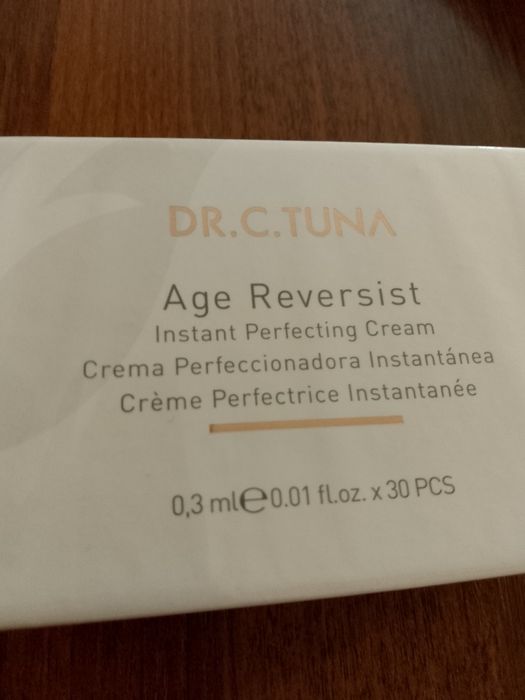 DR.C.TUNA
Age Reversist
Instant Perfecting Cream
Crema Perfeccionadora Instantánea
Crème Perfectrice Instantanée
0,3 ml℮0.01 fl.oz. x 30 PCS